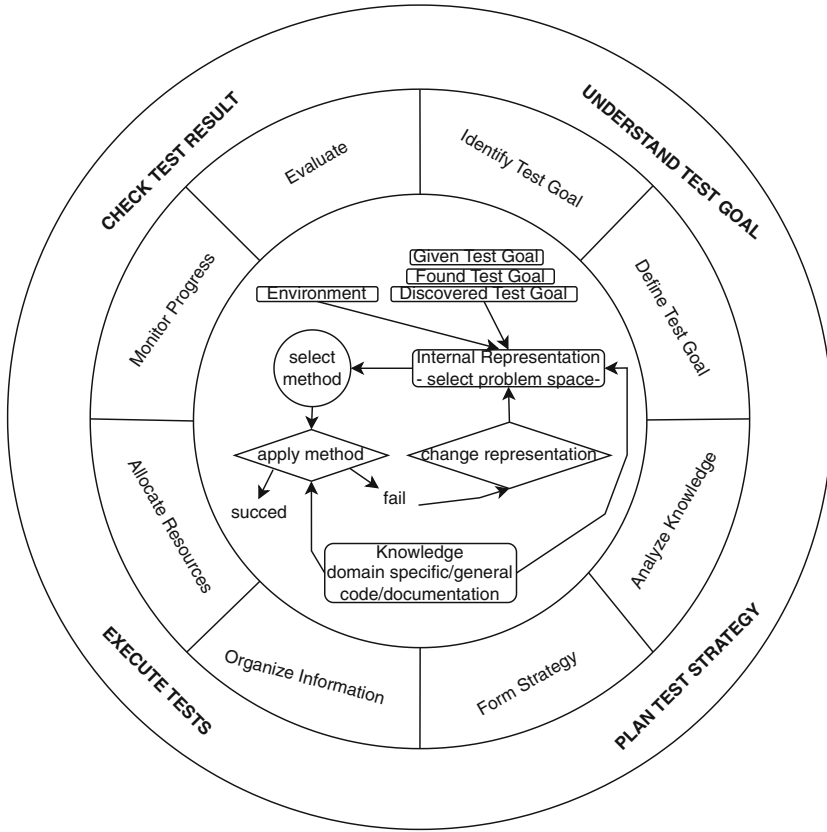 CHECK TEST RESULT
UNDERSTAND TEST GOAL
Evaluate
Identify Test Goal
Monitor Progress
Define Test Goal
Given Test Goal
Found Test Goal
Environment
Discovered Test Goal
select
method
Internal Representation
- select problem space-
apply method
change representation
succed
fail
Knowledge
domain specific/general
code/documentation
Allocate Resources
Analyze Knowledge
Organize Information
Form Strategy
EXECUTE TESTS
PLAN TEST STRATEGY